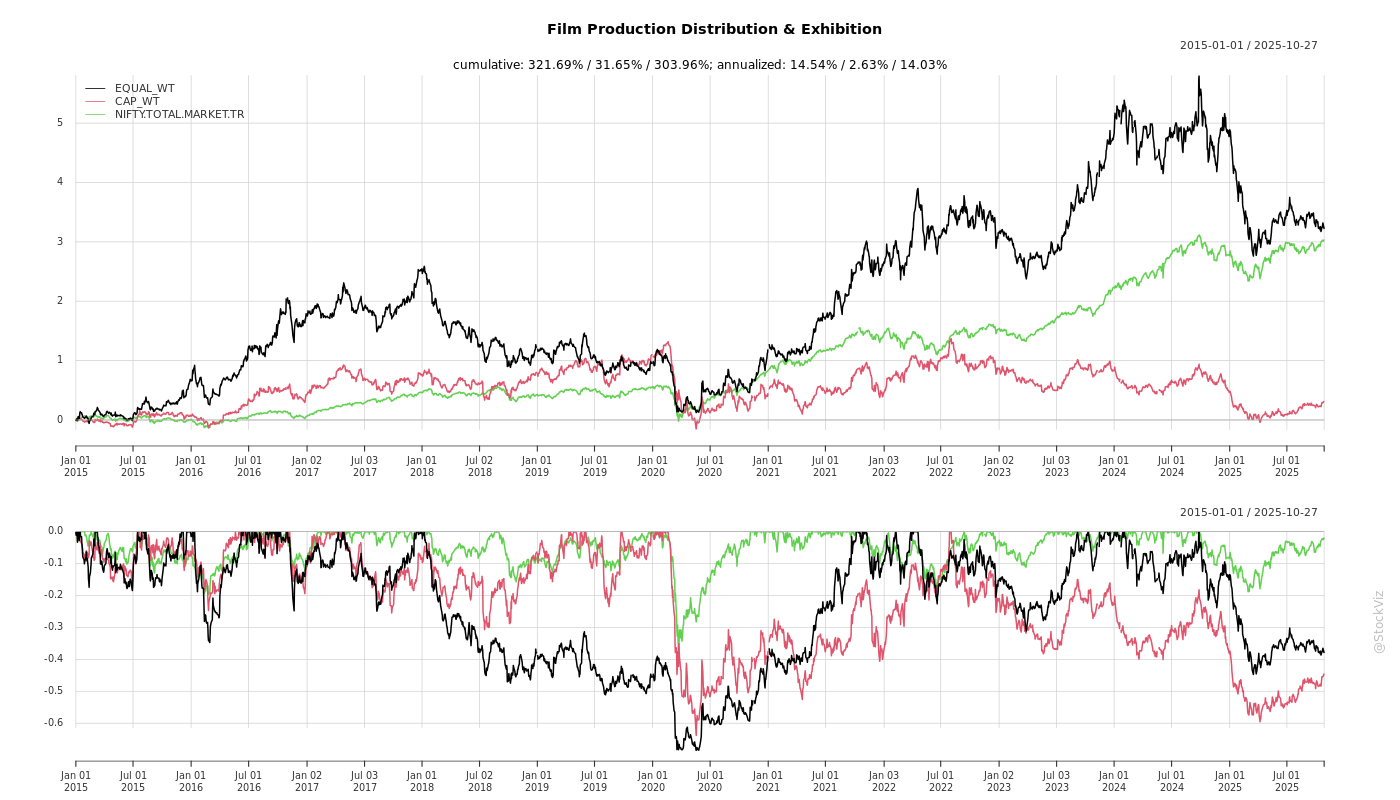 Film Production Distribution & Exhibition
2015-01-01 / 2025-10-27
cumulative: 321.69% / 31.65% / 303.96%; annualized: 14.54% / 2.63% / 14.03%
EQUAL_WT
CAP_WT
NIFTY.TOTAL.MARKET.TR
5
4
3
2
1
0
Jan 01 Jul 01 Jan 01 Jul 01 Jan 02 Jul 03 Jan 01 Jul 02 Jan 01 Jul 01 Jan 01 Jul 01 Jan 01 Jul 01 Jan 03 Jul 01 Jan 02 Jul 03 Jan 01 Jul 01 Jan 01 Jul 01
2015 2015 2016 2016 2017 2017 2018 2018 2019 2019 2020 2020 2021 2021 2022 2022 2023 2023 2024 2024 2025 2025
2015-01-01 / 2025-10-27
0.0
-0.1
-0.2
-0.3
-0.4
-0.5
-0.6
Jan 01 Jul 01 Jan 01 Jul 01 Jan 02 Jul 03 Jan 01 Jul 02 Jan 01 Jul 01 Jan 01 Jul 01 Jan 01 Jul 01 Jan 03 Jul 01 Jan 02 Jul 03 Jan 01 Jul 01 Jan 01 Jul 01
2015 2015 2016 2016 2017 2017 2018 2018 2019 2019 2020 2020 2021 2021 2022 2022 2023 2023 2024 2024 2025 2025
@StockViz